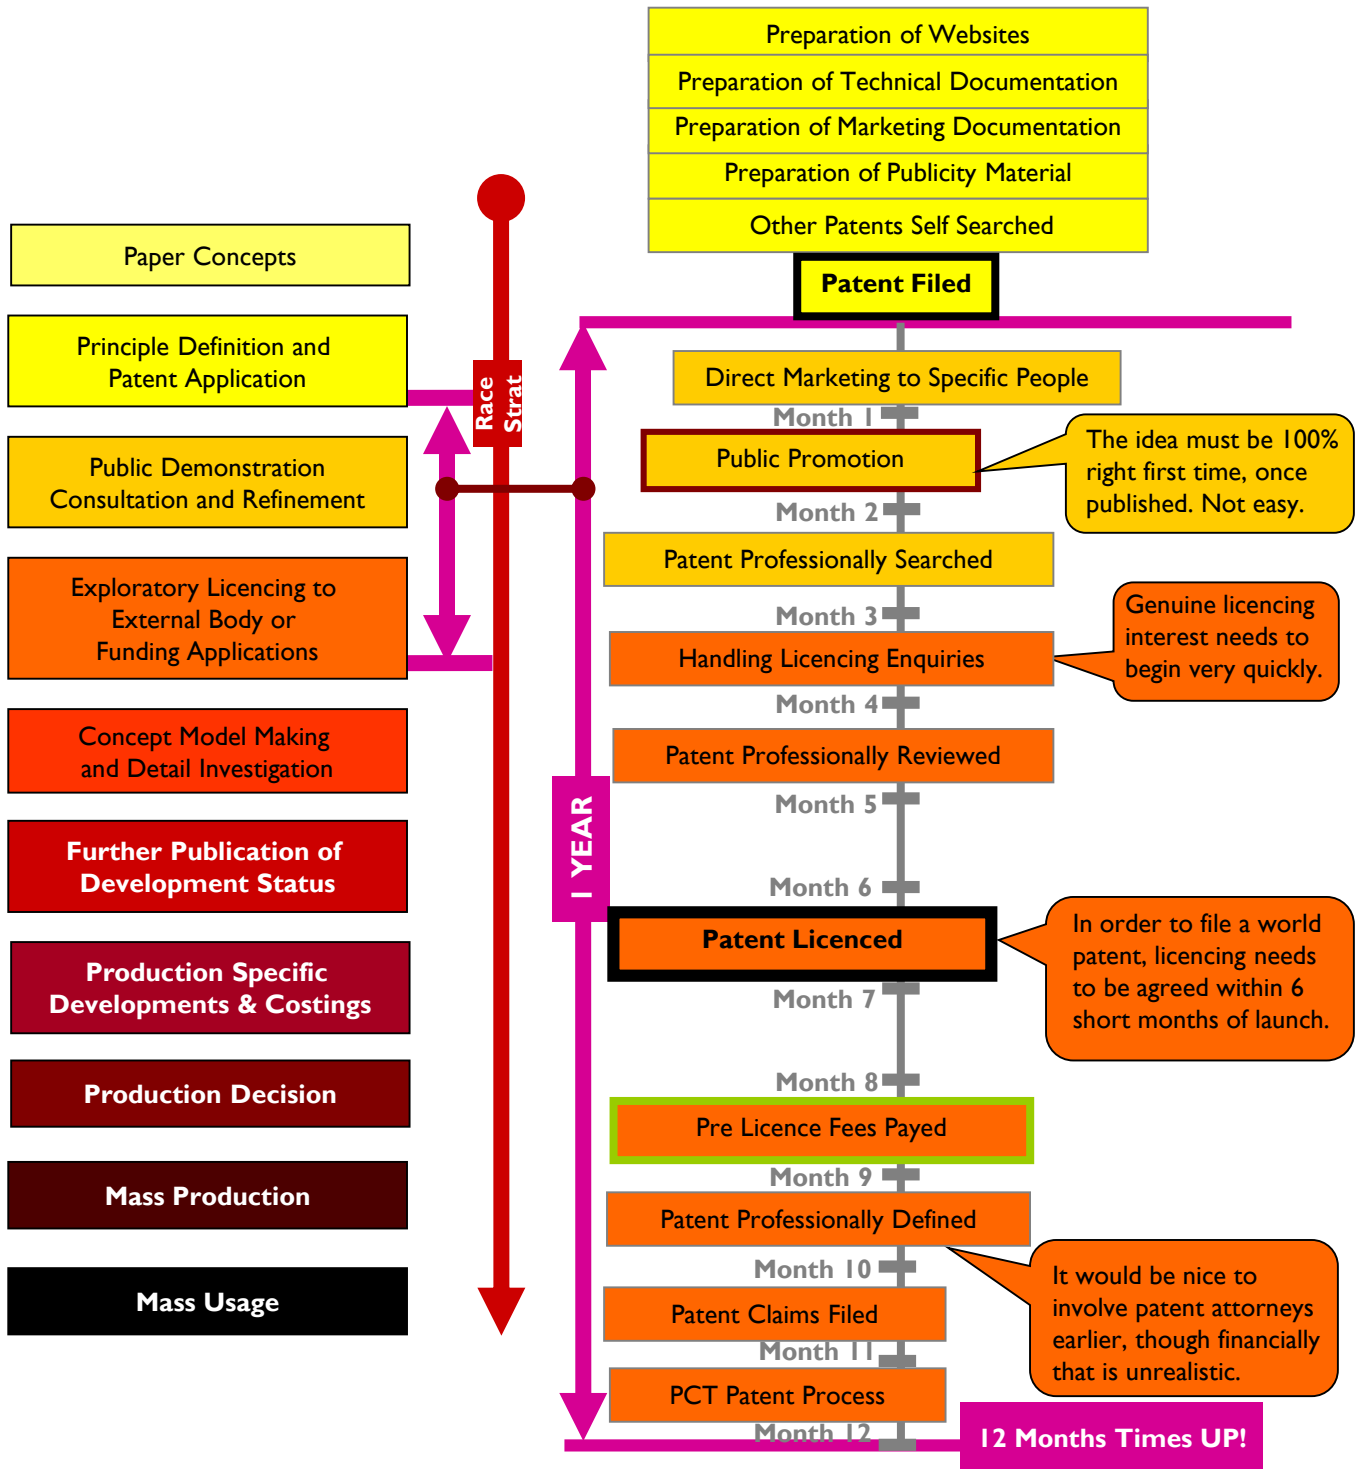 Preparation of Websites
Preparation of Technical Documentation
Preparation of Marketing Documentation
Preparation of Publicity Material
Other Patents Self Searched
Patent Filed
Paper Concepts
Principle Definition and
Patent Application
Public Demonstration
Consultation and Refinement
Exploratory Licencing to
External Body or
Funding Applications
Concept Model Making
and Detail Investigation
Further Publication of
Development Status
Production Specific
Developments & Costings
Production Decision
Mass Production
Mass Usage
Race
Strat
1 YEAR
Direct Marketing to Specific People
Month 1
Public Promotion
The idea must be 100%
right first time, once
published. Not easy.
Month 2
Patent Professionally Searched
Month 3
Handling Licencing Enquiries
Genuine licencing
interest needs to
begin very quickly.
Month 4
Patent Professionally Reviewed
Month 5
Month 6
Patent Licenced
In order to file a world
patent, licencing needs
to be agreed within 6
short months of launch.
Month 7
Month 8
Pre Licence Fees Payed
Month 9
Patent Professionally Defined
Month 10
It would be nice to
involve patent attorneys
earlier, though financially
that is unrealistic.
Patent Claims Filed
Month 11
PCT Patent Process
Month 12
12 Months Times UP!